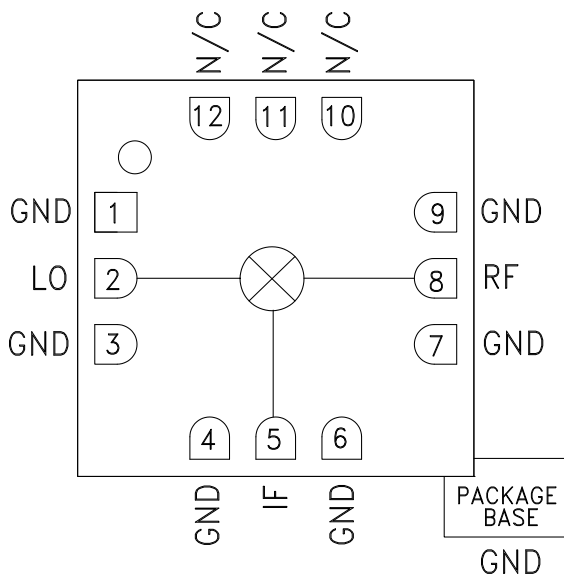 N/C N/C N/C
12 11 10
GND 1 9 GND
LO 2 8 RF
GND 3 7 GND
4 5 6
GND IF GND
PACKAGE
BASE
GND